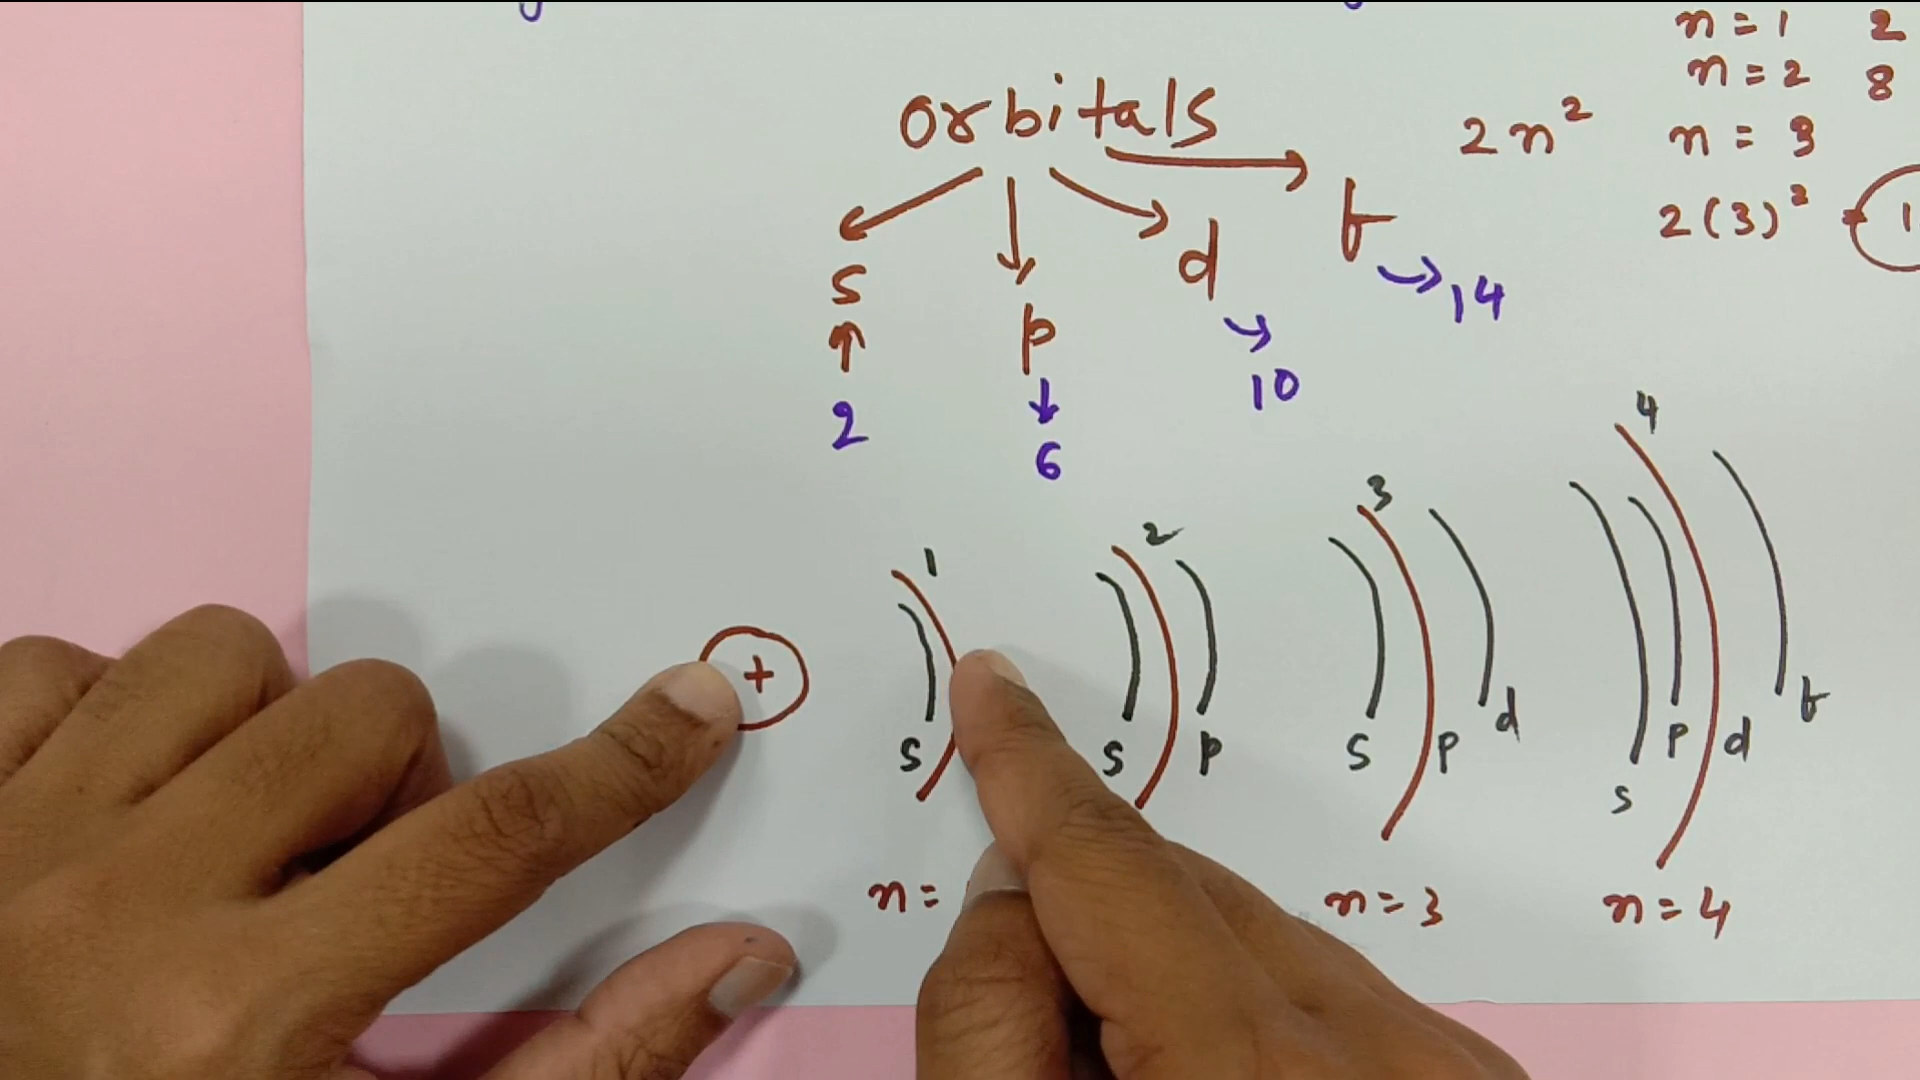 n = 1 2
n = 2 8
orbitals
2n² n = 3
2(3)² =
s p d f
2 6 10 14
1 2 3 4
s s p s p d s p d f
+
n = n = 3 n = 4